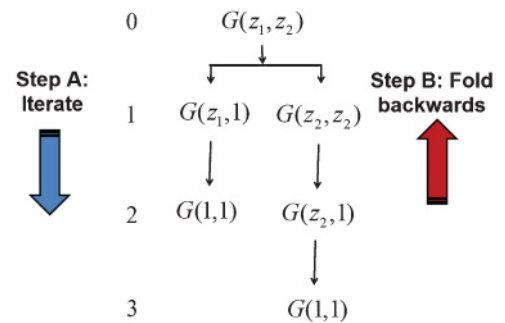 0 G(z₁,z₂)
Step A:
Iterate
Step B: Fold
backwards
1 G(z₁,1) G(z₂,z₂)
2 G(1,1) G(z₂,1)
3 G(1,1)